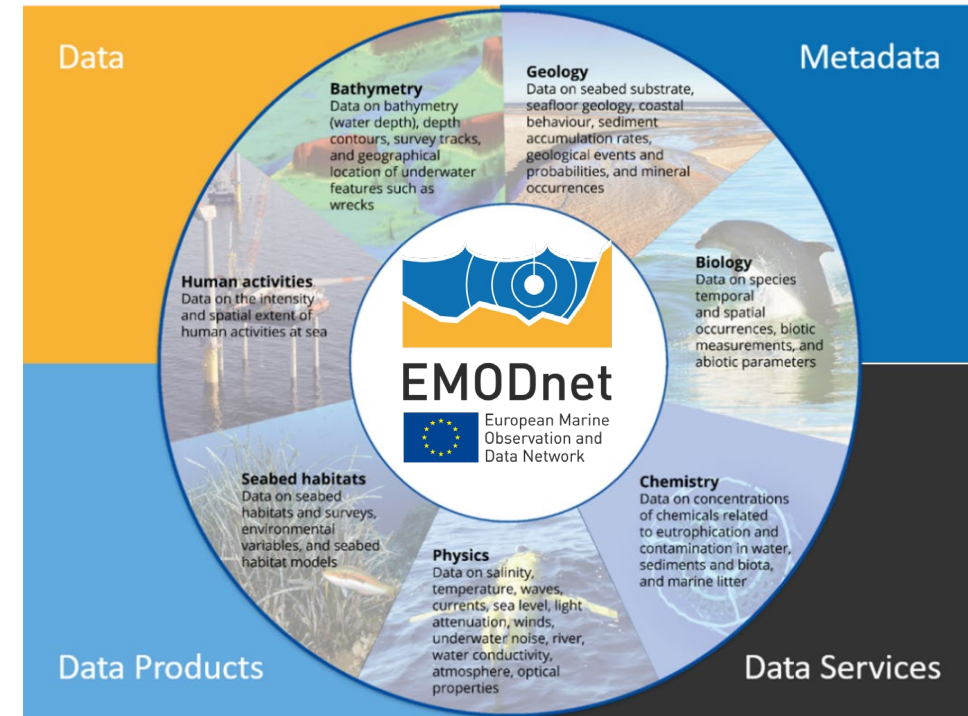 Data
Metadata
Bathymetry
Data on bathymetry
(water depth), depth
contours, survey tracks,
and geographical
location of underwater
features such as
wrecks
Geology
Data on seabed substrate,
seafloor geology, coastal
behaviour, sediment
accumulation rates,
geological events and
probabilities, and mineral
occurrences
Human activities
Data on the intensity
and spatial extent of
human activities at sea
Biology
Data on species
temporal
and spatial
occurrences, biotic
measurements, and
abiotic parameters
EMODnet
European Marine
Observation and
Data Network
Seabed habitats
Data on seabed
habitats and surveys,
environmental
variables, and seabed
habitat models
Physics
Data on salinity,
temperature, waves,
currents, sea level, light
attenuation, winds,
underwater noise, river,
water conductivity,
atmosphere, optical
properties
Chemistry
Data on concentrations
of chemicals related
to eutrophication and
contamination in water,
sediments and biota,
and marine litter
Data Products
Data Services